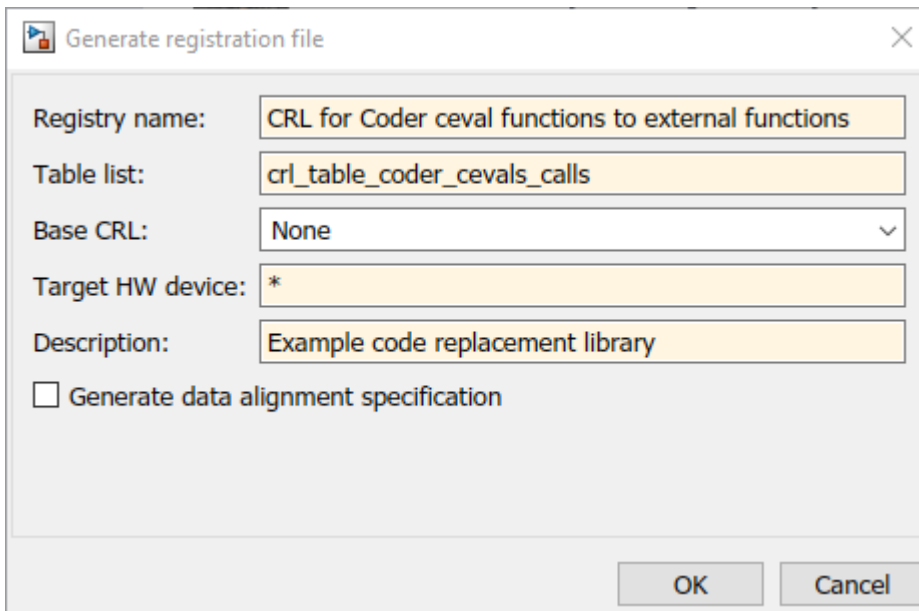 Generate registration file
Registry name: CRL for Coder ceval functions to external functions
Table list: crl_table_coder_cevals_calls
Base CRL: None
Target HW device: *
Description: Example code replacement library
Generate data alignment specification
OK Cancel